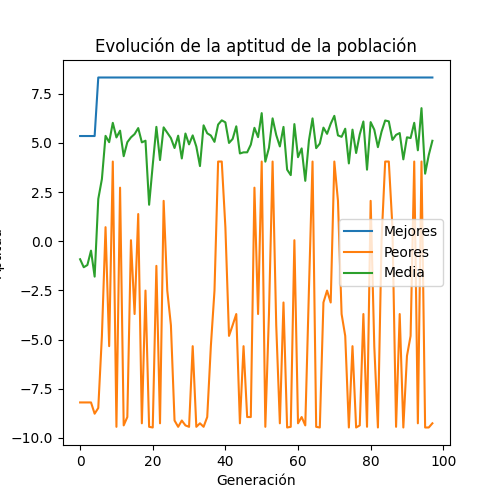 Evolución de la aptitud de la población
7.5
5.0
2.5
0.0
−2.5
−5.0
−7.5
−10.0
0 20 40 60 80 100
Generación
Mejores
Peores
Media